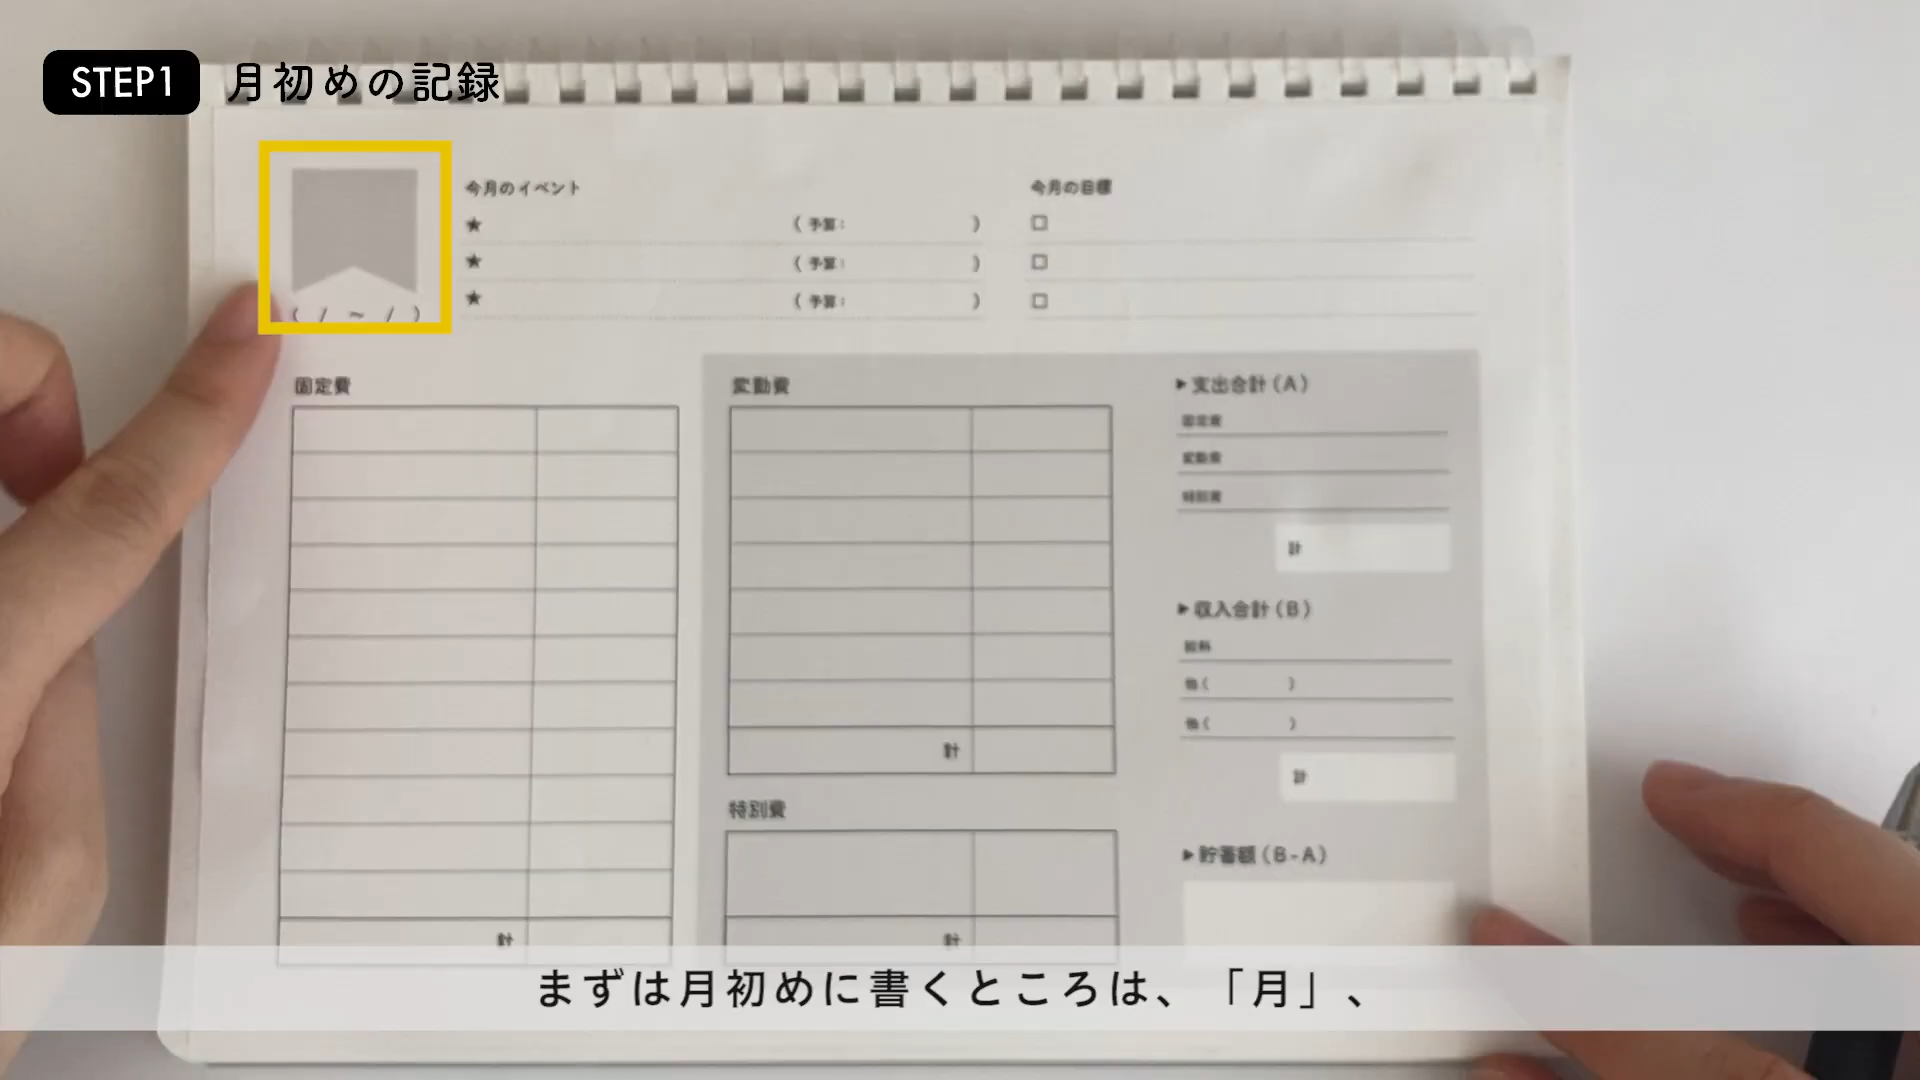 STEP1 月初めの記録
今月のイベント
★ ( 予算: )
★ ( 予算: )
★ ( 予算: )
( / ~ / )
今月の目標
□
□
□
固定費
計
変動費
計
特別費
計
▶支出合計(A)
固定費
変動費
特別費
計
▶収入合計(B)
給料
他( )
他( )
計
▶貯蓄額(B-A)
まずは月初めに書くところは、「月」、